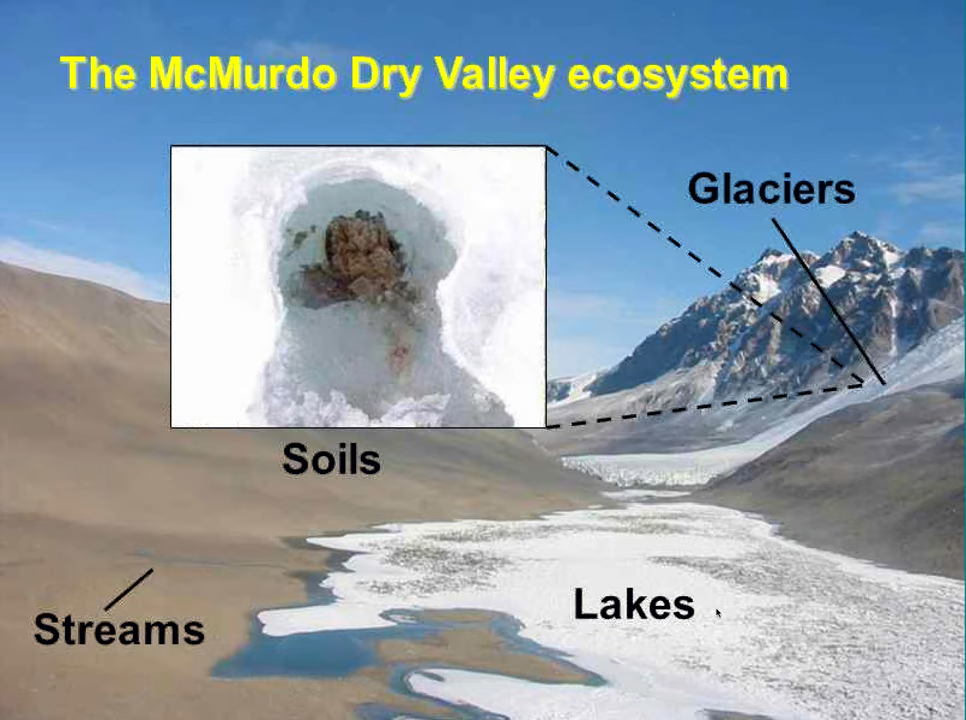 The McMurdo Dry Valley ecosystem
Glaciers
Soils
Lakes
Streams